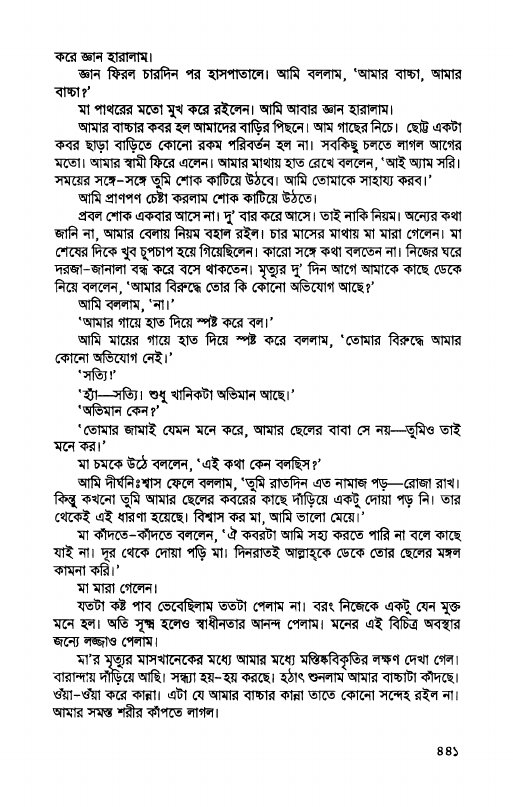 করে জ্ঞান হারালাম।
জ্ঞান ফিরল চারদিন পর হাসপাতালে। আমি বললাম, ‘আমার বাচ্চা, আমার
বাচ্চা?’
মা পাথরের মতো মুখ করে রইলেন। আমি আবার জ্ঞান হারালাম।
আমার বাচ্চার কবর হল আমাদের বাড়ির পিছনে। আম গাছের নিচে। ছোট্ট একটা
কবর ছাড়া বাড়িতে কোনো রকম পরিবর্তন হল না। সবকিছু চলতে লাগল আগের
মতো। আমার স্বামী ফিরে এলেন। আমার মাথায় হাত রেখে বললেন, ‘আই অ্যাম সরি।
সময়ের সঙ্গে-সঙ্গে তুমি শোক কাটিয়ে উঠবে। আমি তোমাকে সাহায্য করব।’
আমি প্রাণপণ চেষ্টা করলাম শোক কাটিয়ে উঠতে।
প্রবল শোক একবার আসে না। দু’ বার করে আসে। তাই নাকি নিয়ম। অন্যের কথা
জানি না, আমার বেলায় নিয়ম বহাল রইল। চার মাসের মাথায় মা মারা গেলেন। মা
শেষের দিকে খুব চুপচাপ হয়ে গিয়েছিলেন। কারো সঙ্গে কথা বলতেন না। নিজের ঘরে
দরজা-জানালা বন্ধ করে বসে থাকতেন। মৃত্যুর দু’ দিন আগে আমাকে কাছে ডেকে
নিয়ে বললেন, ‘আমার বিরুদ্ধে তোর কি কোনো অভিযোগ আছে?’
আমি বললাম, ‘না।’
‘আমার গায়ে হাত দিয়ে স্পষ্ট করে বল।’
আমি মায়ের গায়ে হাত দিয়ে স্পষ্ট করে বললাম, ‘তোমার বিরুদ্ধে আমার
কোনো অভিযোগ নেই।’
‘সত্যি!’
‘হ্যাঁ—সত্যি। শুধু খানিকটা অভিমান আছে।’
‘অভিমান কেন?’
‘তোমার জামাই যেমন মনে করে, আমার ছেলের বাবা সে নয়—তুমিও তাই
মনে কর।’
মা চমকে উঠে বললেন, ‘এই কথা কেন বলছিস?’
আমি দীর্ঘনিঃশ্বাস ফেলে বললাম, ‘তুমি রাতদিন এত নামাজ পড়—রোজা রাখ।
কিন্তু কখনো তুমি আমার ছেলের কবরের কাছে দাঁড়িয়ে একটু দোয়া পড় নি। তার
থেকেই এই ধারণা হয়েছে। বিশ্বাস কর মা, আমি ভালো মেয়ে।’
মা কাঁদতে-কাঁদতে বললেন, ‘ঐ কবরটা আমি সহ্য করতে পারি না বলে কাছে
যাই না। দূর থেকে দোয়া পড়ি মা। দিনরাতই আল্লাহ্‌কে ডেকে তোর ছেলের মঙ্গল
কামনা করি।’
মা মারা গেলেন।
যতটা কষ্ট পাব ভেবেছিলাম ততটা পেলাম না। বরং নিজেকে একটু যেন মুক্ত
মনে হল। অতি সূক্ষ্ম হলেও স্বাধীনতার আনন্দ পেলাম। মনের এই বিচিত্র অবস্থার
জন্যে লজ্জাও পেলাম।
মা’র মৃত্যুর মাসখানেকের মধ্যে আমার মধ্যে মস্তিষ্কবিকৃতির লক্ষণ দেখা গেল।
বারান্দায় দাঁড়িয়ে আছি। সন্ধ্যা হয়-হয় করছে। হঠাৎ শুনলাম আমার বাচ্চাটা কাঁদছে।
ওঁয়া-ওঁয়া করে কান্না। এটা যে আমার বাচ্চার কান্না তাতে কোনো সন্দেহ রইল না।
আমার সমস্ত শরীর কাঁপতে লাগল।
৪৪১